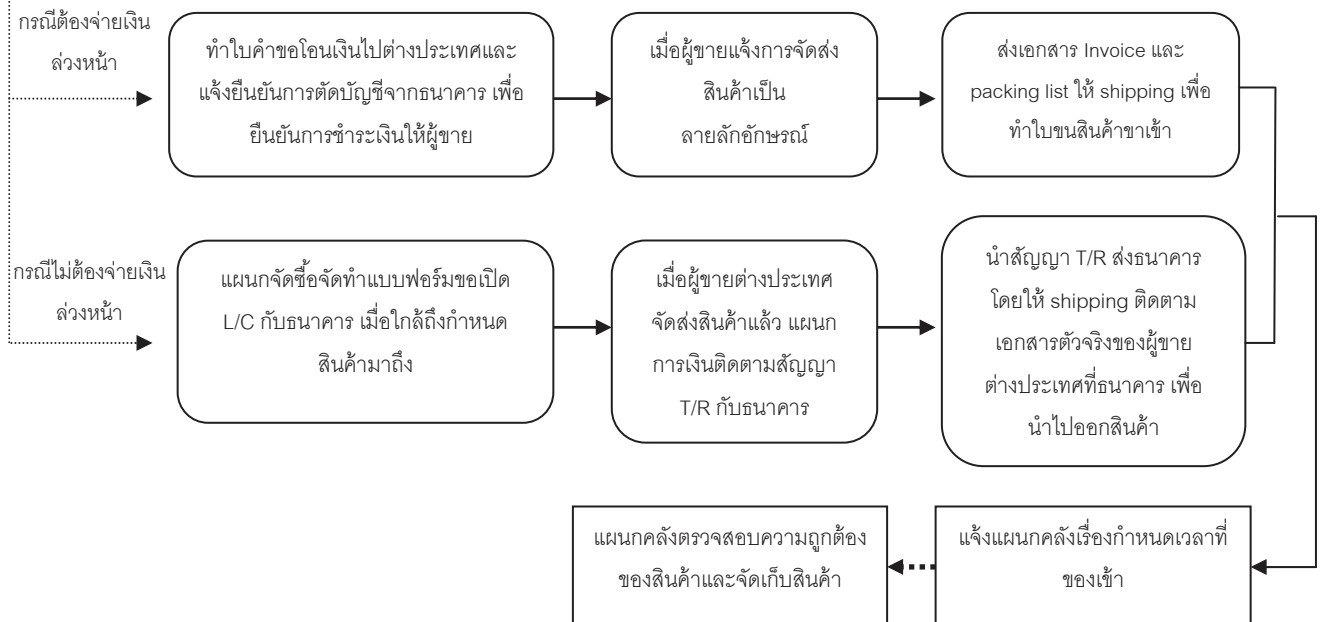 กรณีต้องจ่ายเงิน
ล่วงหน้า
ทำใบคำขอโอนเงินไปต่างประเทศและ
แจ้งยืนยันการตัดบัญชีจากธนาคาร เพื่อ
ยืนยันการชำระเงินให้ผู้ขาย
เมื่อผู้ขายแจ้งการจัดส่ง
สินค้าเป็น
ลายลักอักษรณ์
ส่งเอกสาร Invoice และ
packing list ให้ shipping เพื่อ
ทำใบขนสินค้าขาเข้า
กรณีไม่ต้องจ่ายเงิน
ล่วงหน้า
แผนกจัดซื้อจัดทำแบบฟอร์มขอเปิด
L/C กับธนาคาร เมื่อใกล้ถึงกำหนด
สินค้ามาถึง
เมื่อผู้ขายต่างประเทศ
จัดส่งสินค้าแล้ว แผนก
การเงินติดตามสัญญา
T/R กับธนาคาร
นำสัญญา T/R ส่งธนาคาร
โดยให้ shipping ติดตาม
เอกสารตัวจริงของผู้ขาย
ต่างประเทศที่ธนาคาร เพื่อ
นำไปออกสินค้า
แผนกคลังตรวจสอบความถูกต้อง
ของสินค้าและจัดเก็บสินค้า
แจ้งแผนกคลังเรื่องกำหนดเวลาที่
ของเข้า